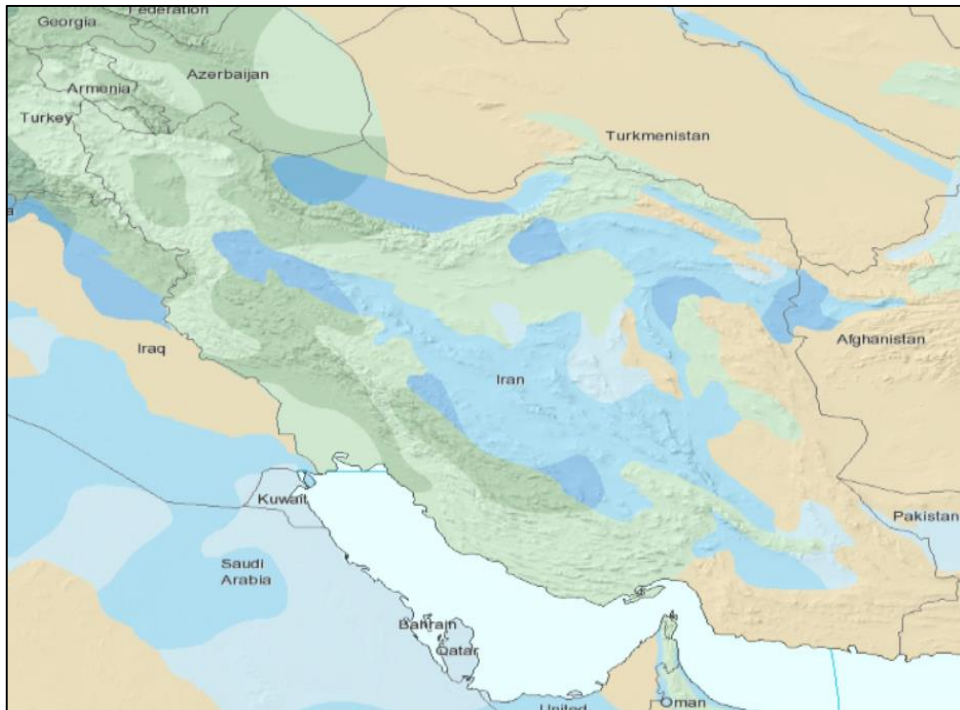 Federation
Georgia
Azerbaijan
Armenia
Turkey
Turkmenistan
a
Iraq
Iran
Afghanistan
Kuwait
Pakistan
Saudi
Arabia
Bahrain
Qatar
United
Oman